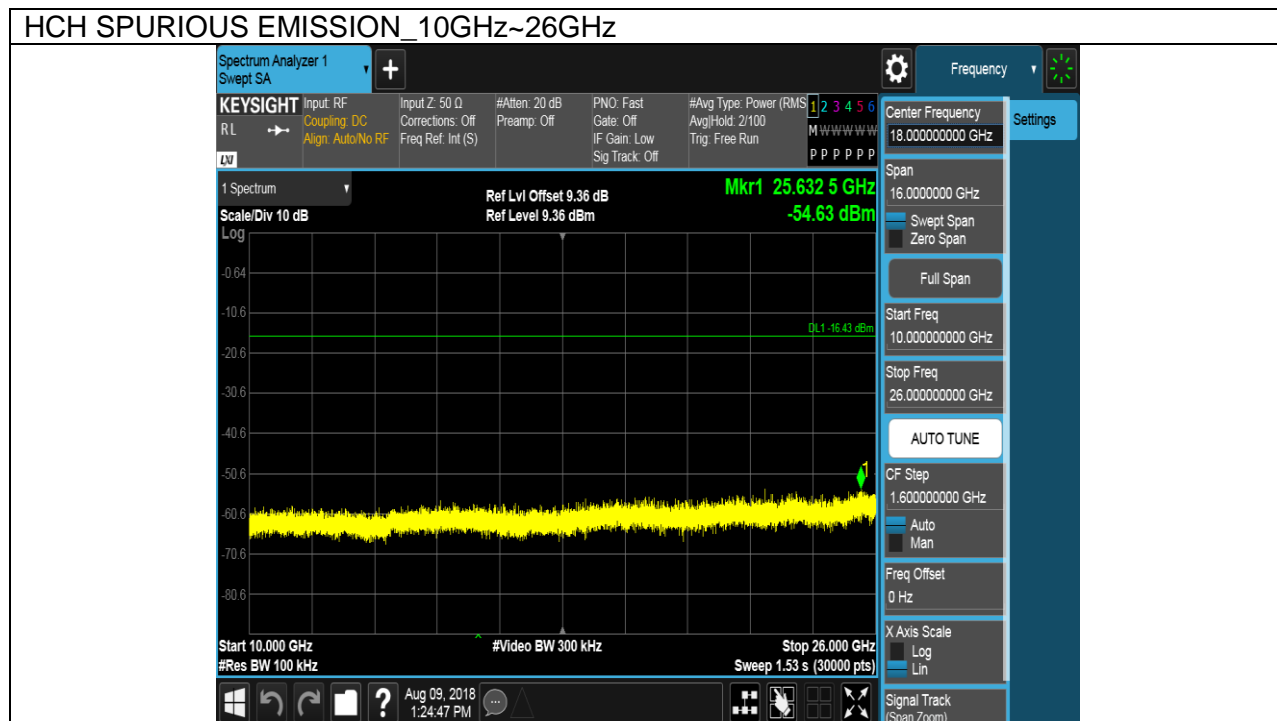 HCH SPURIOUS EMISSION_10GHz~26GHz
Spectrum Analyzer 1
Swept SA
+
Frequency
KEYSIGHT
RL
LXI
Input: RF
Coupling: DC
Align: Auto/No RF
Input Z: 50 Ω
Corrections: Off
Freq Ref: Int (S)
#Atten: 20 dB
Preamp: Off
PNO: Fast
Gate: Off
IF Gain: Low
Sig Track: Off
#Avg Type: Power (RMS
Avg|Hold: 2/100
Trig: Free Run
1 2 3 4 5 6
M W W W W W
P P P P P P
Center Frequency
18.000000000 GHz
Settings
1 Spectrum
Scale/Div 10 dB
Log
Ref Lvl Offset 9.36 dB
Ref Level 9.36 dBm
Mkr1 25.632 5 GHz
-54.63 dBm
Span
16.0000000 GHz
Swept Span
Zero Span
Full Span
-0.64
-10.6
DL1 -16.43 dBm
-20.6
-30.6
-40.6
-50.6
-60.6
-70.6
-80.6
1
Start Freq
10.000000000 GHz
Stop Freq
26.000000000 GHz
AUTO TUNE
CF Step
1.600000000 GHz
Auto
Man
Freq Offset
0 Hz
X Axis Scale
Log
Lin
Signal Track
(Span Zoom)
Start 10.000 GHz
#Video BW 300 kHz
Stop 26.000 GHz
#Res BW 100 kHz
Sweep 1.53 s (30000 pts)
?
Aug 09, 2018
1:24:47 PM